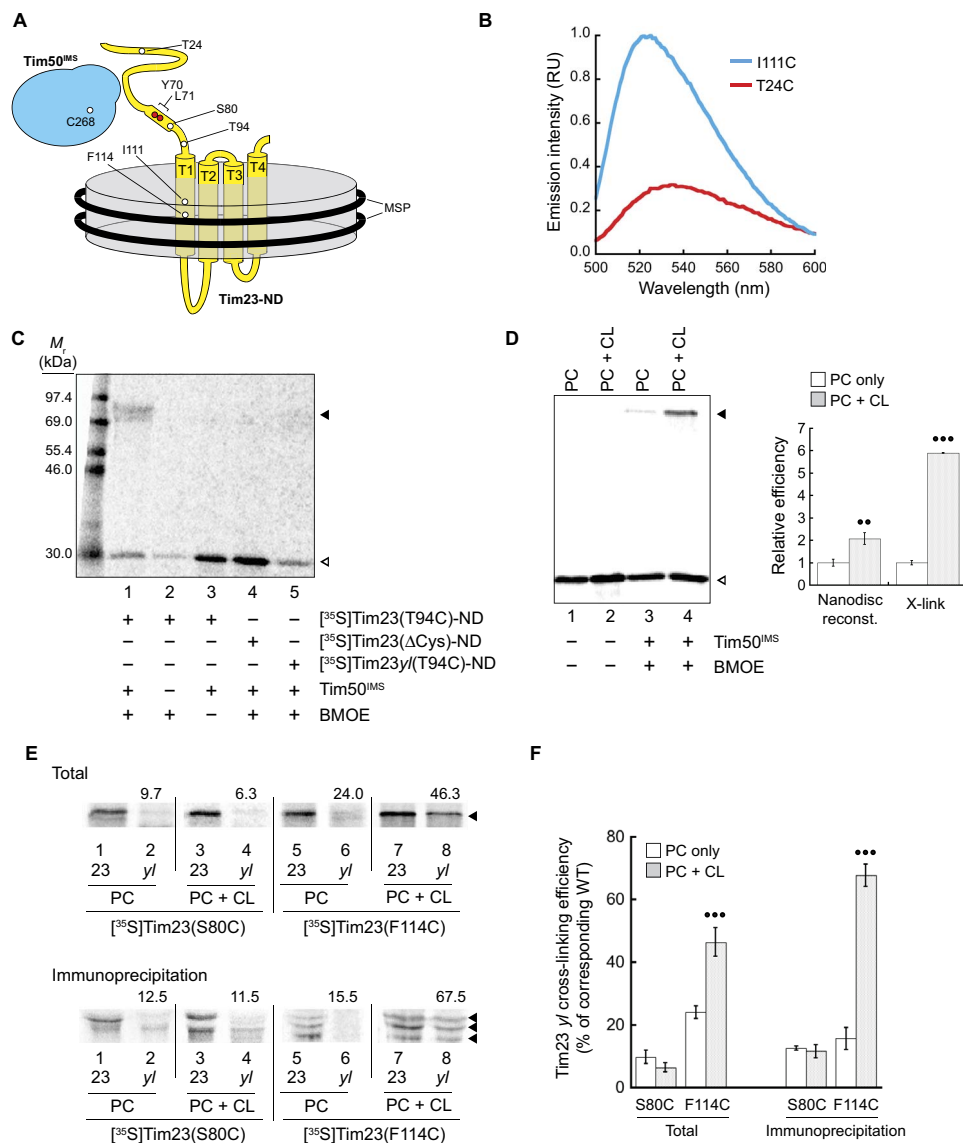 A
Tim50IMS
C268
T24
Y70
L71
S80
T94
F114
I111
T1
T2
T3
T4
MSP
Tim23-ND
B
Emission intensity (RU)
1.0
0.8
0.6
0.4
0.2
0.0
I111C
T24C
500
520
540
560
580
600
Wavelength (nm)
C
Mr
(kDa)
97.4
69.0
55.4
46.0
30.0
1 2 3 4 5
+ + + – – [35S]Tim23(T94C)-ND
– – – + – [35S]Tim23(ΔCys)-ND
– – – – + [35S]Tim23yl(T94C)-ND
+ – + + + Tim50IMS
+ + – + + BMOE
D
PC
PC + CL
PC
PC + CL
1 2 3 4
– – + + Tim50IMS
– – + + BMOE
PC only
PC + CL
Relative efficiency
7
6
5
4
3
2
1
0
●●
●●●
Nanodisc
reconst.
X-link
E
Total
9.7 6.3 24.0 46.3
1 2 3 4 5 6 7 8
23 yl 23 yl 23 yl 23 yl
PC PC + CL PC PC + CL
[35S]Tim23(S80C) [35S]Tim23(F114C)
Immunoprecipitation
12.5 11.5 15.5 67.5
1 2 3 4 5 6 7 8
23 yl 23 yl 23 yl 23 yl
PC PC + CL PC PC + CL
[35S]Tim23(S80C) [35S]Tim23(F114C)
F
Tim23 yl cross-linking efficiency
(% of corresponding WT)
80
60
40
20
0
PC only
PC + CL
●●●
●●●
S80C F114C S80C F114C
Total Immunoprecipitation